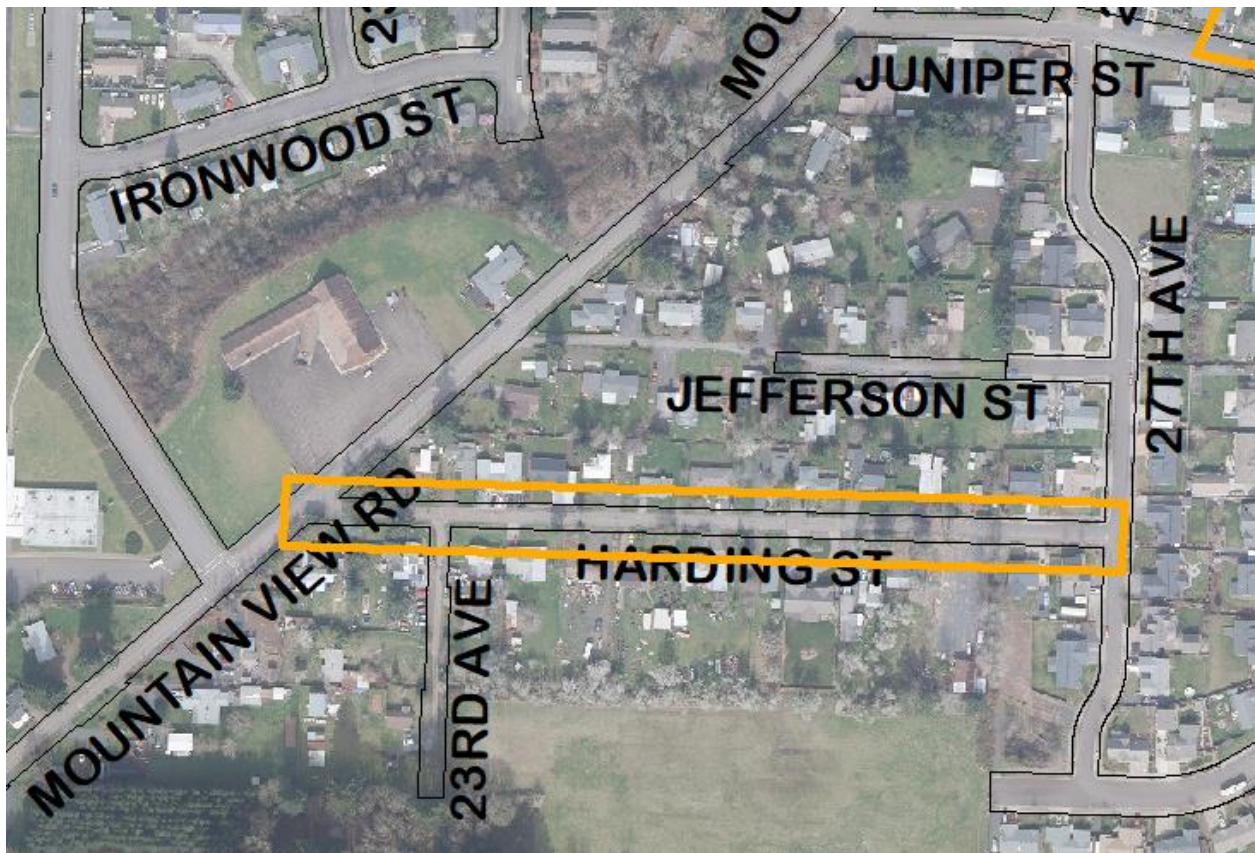 JUNIPER ST
IRONWOOD ST
27TH AVE
JEFFERSON ST
MOUNTAIN VIEW RD
HARDING ST
23RD AVE